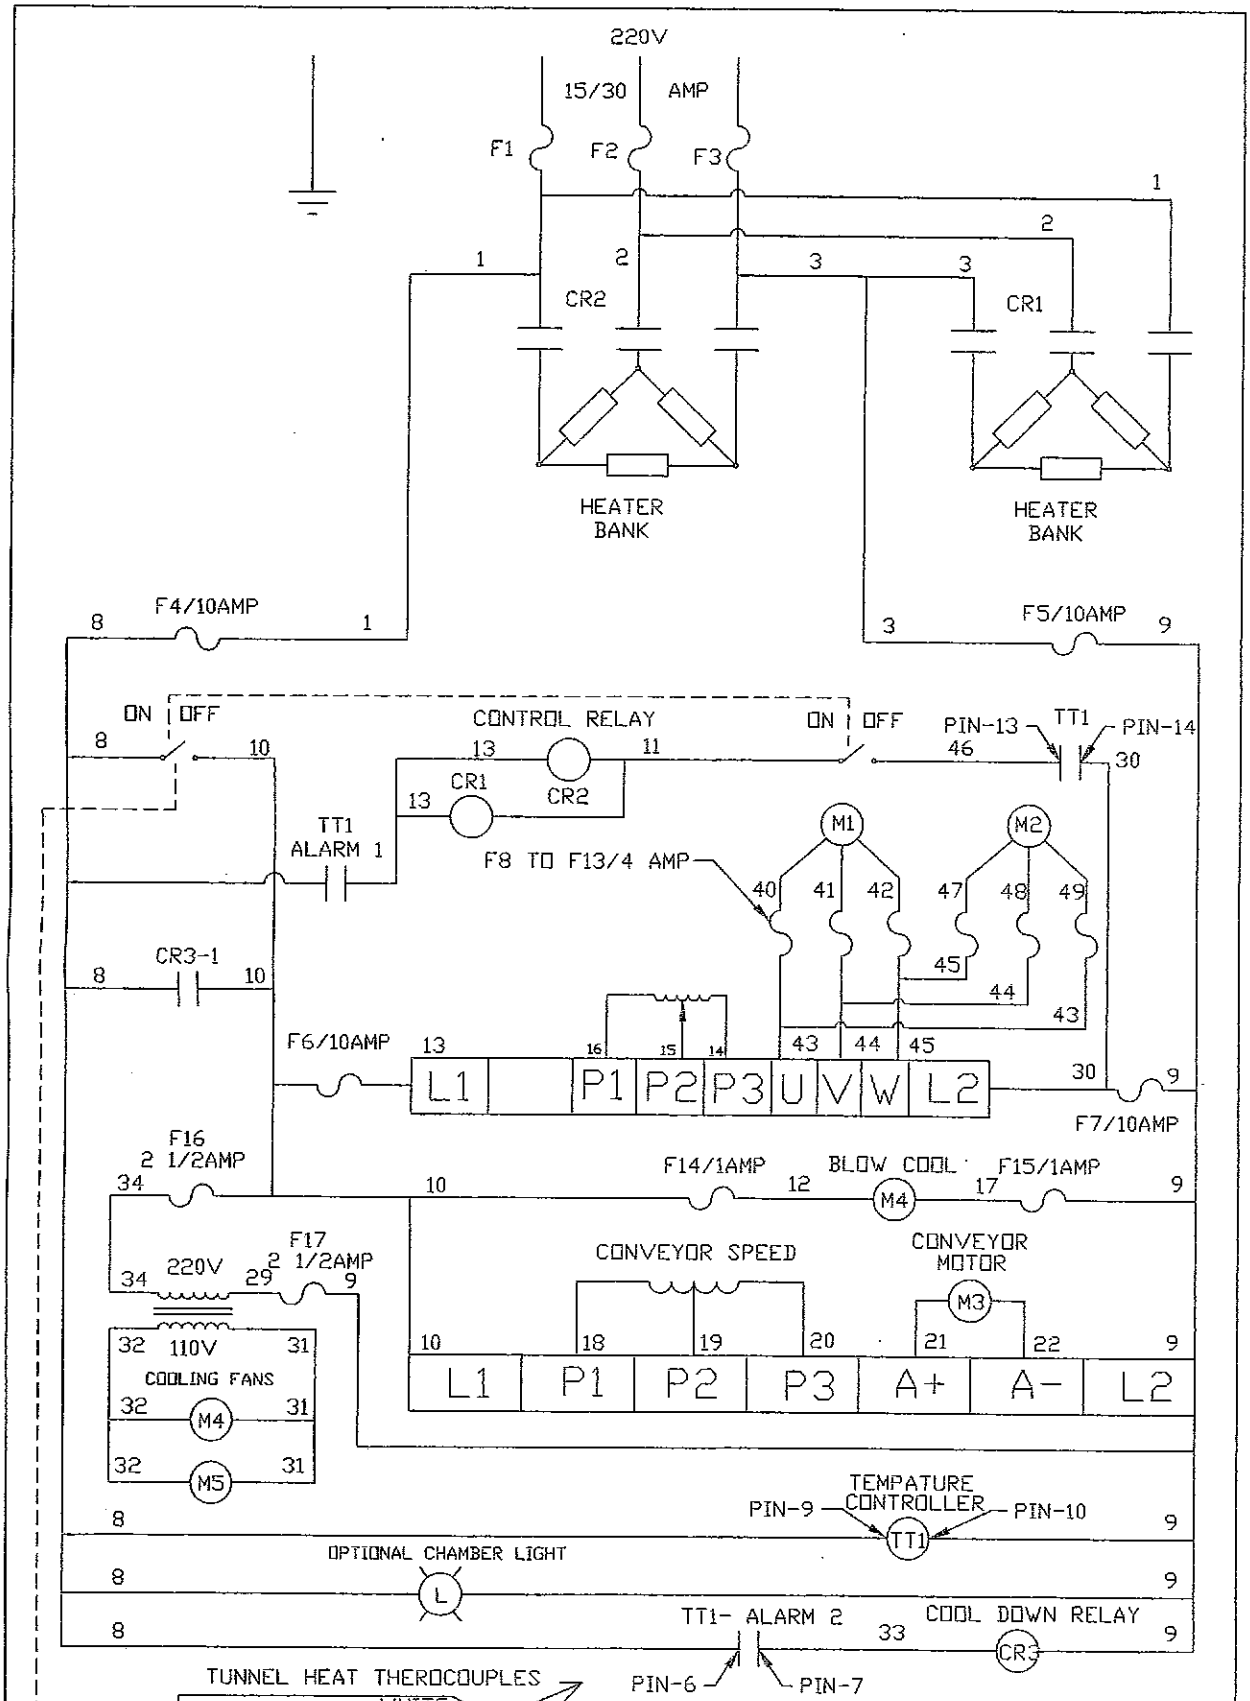 220V
15/30 AMP
F1 F2 F3
1
2
1 2 3 3
CR2 CR1
HEATER
BANK
HEATER
BANK
F4/10AMP F5/10AMP
8 1 3 9
ON OFF CONTROL RELAY ON OFF PIN-13 TT1 PIN-14
8 10 13 11 46 30
CR1
13 CR2
TT1
ALARM 1
M1 M2
F8 TO F13/4 AMP
40 41 42 47 48 49
CR3-1
8 10
45
44
43
F6/10AMP 13 16 15 14 43 44 45
L1 P1 P2 P3 U V W L2 30 9
F7/10AMP
F16
2 1/2AMP
34 10 F14/1AMP 12 BLOW COOL M4 17 F15/1AMP 9
F17
2 1/2AMP
220V
34 29 9
CONVEYOR SPEED
CONVEYOR
MOTOR
M3
32 110V 31
10 18 19 20 21 22 9
L1 P1 P2 P3 A+ A- L2
COOLING FANS
32 M4 31
32 M5 31
TEMPATURE
CONTROLLER
PIN-9 PIN-10
8 TT1 9
OPTIONAL CHAMBER LIGHT
8 L 9
TT1- ALARM 2 COOL DOWN RELAY
8 33 CR3 9
PIN-6 PIN-7
TUNNEL HEAT THEROCOUPLES